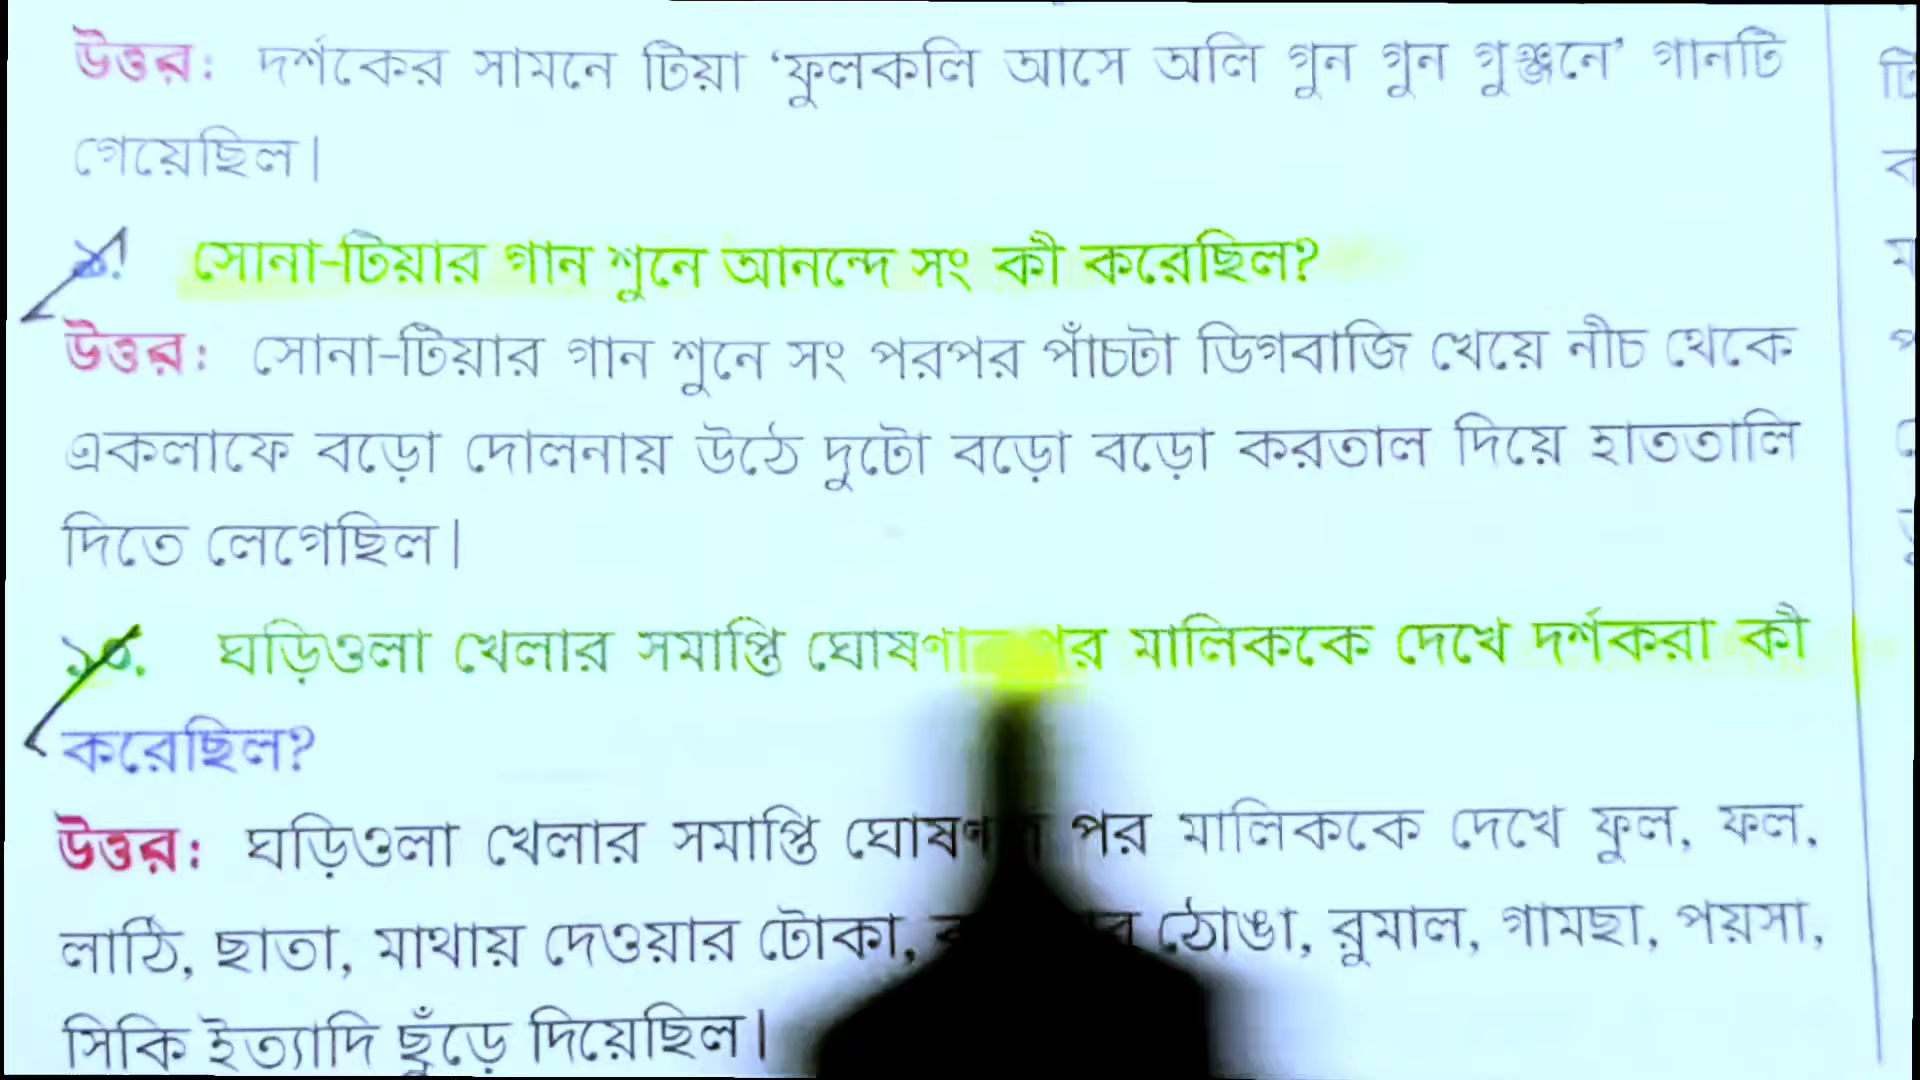 উত্তর: দর্শকের সামনে টিয়া ‘ফুলকলি আসে অলি গুন গুন গুঞ্জনে’ গানটি
গেয়েছিল।
৯. সোনা-টিয়ার গান শুনে আনন্দে সং কী করেছিল?
উত্তর: সোনা-টিয়ার গান শুনে সং পরপর পাঁচটা ডিগবাজি খেয়ে নীচ থেকে
একলাফে বড়ো দোলনায় উঠে দুটো বড়ো বড়ো করতাল দিয়ে হাততালি
দিতে লেগেছিল।
১০. ঘড়িওলা খেলার সমাপ্তি ঘোষণার পর মালিককে দেখে দর্শকরা কী
করেছিল?
উত্তর: ঘড়িওলা খেলার সমাপ্তি ঘোষণার পর মালিককে দেখে ফুল, ফল,
লাঠি, ছাতা, মাথায় দেওয়ার টোকা, ঠোঙা, রুমাল, গামছা, পয়সা,
সিকি ইত্যাদি ছুঁড়ে দিয়েছিল।